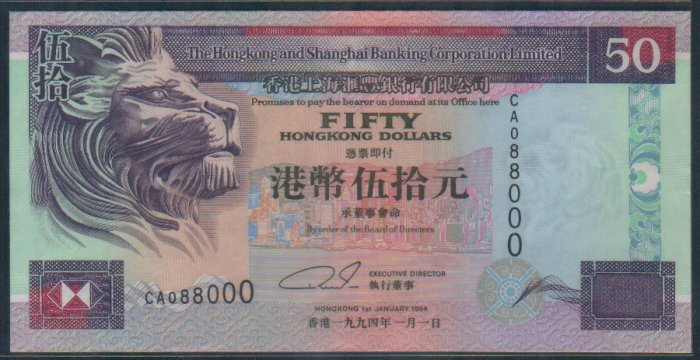 伍拾
The Hongkong and Shanghai Banking Corporation Limited
50
香港上海滙豐銀行有限公司
Promises to pay the bearer on demand at its Office here
CA088000
FIFTY
HONGKONG DOLLARS
憑票即付
港幣伍拾元
承董事會命
By order of the Board of Directors
EXECUTIVE DIRECTOR
執行董事
CA088000
HONGKONG 1ST JANUARY 1994
香港一九九四年一月一日